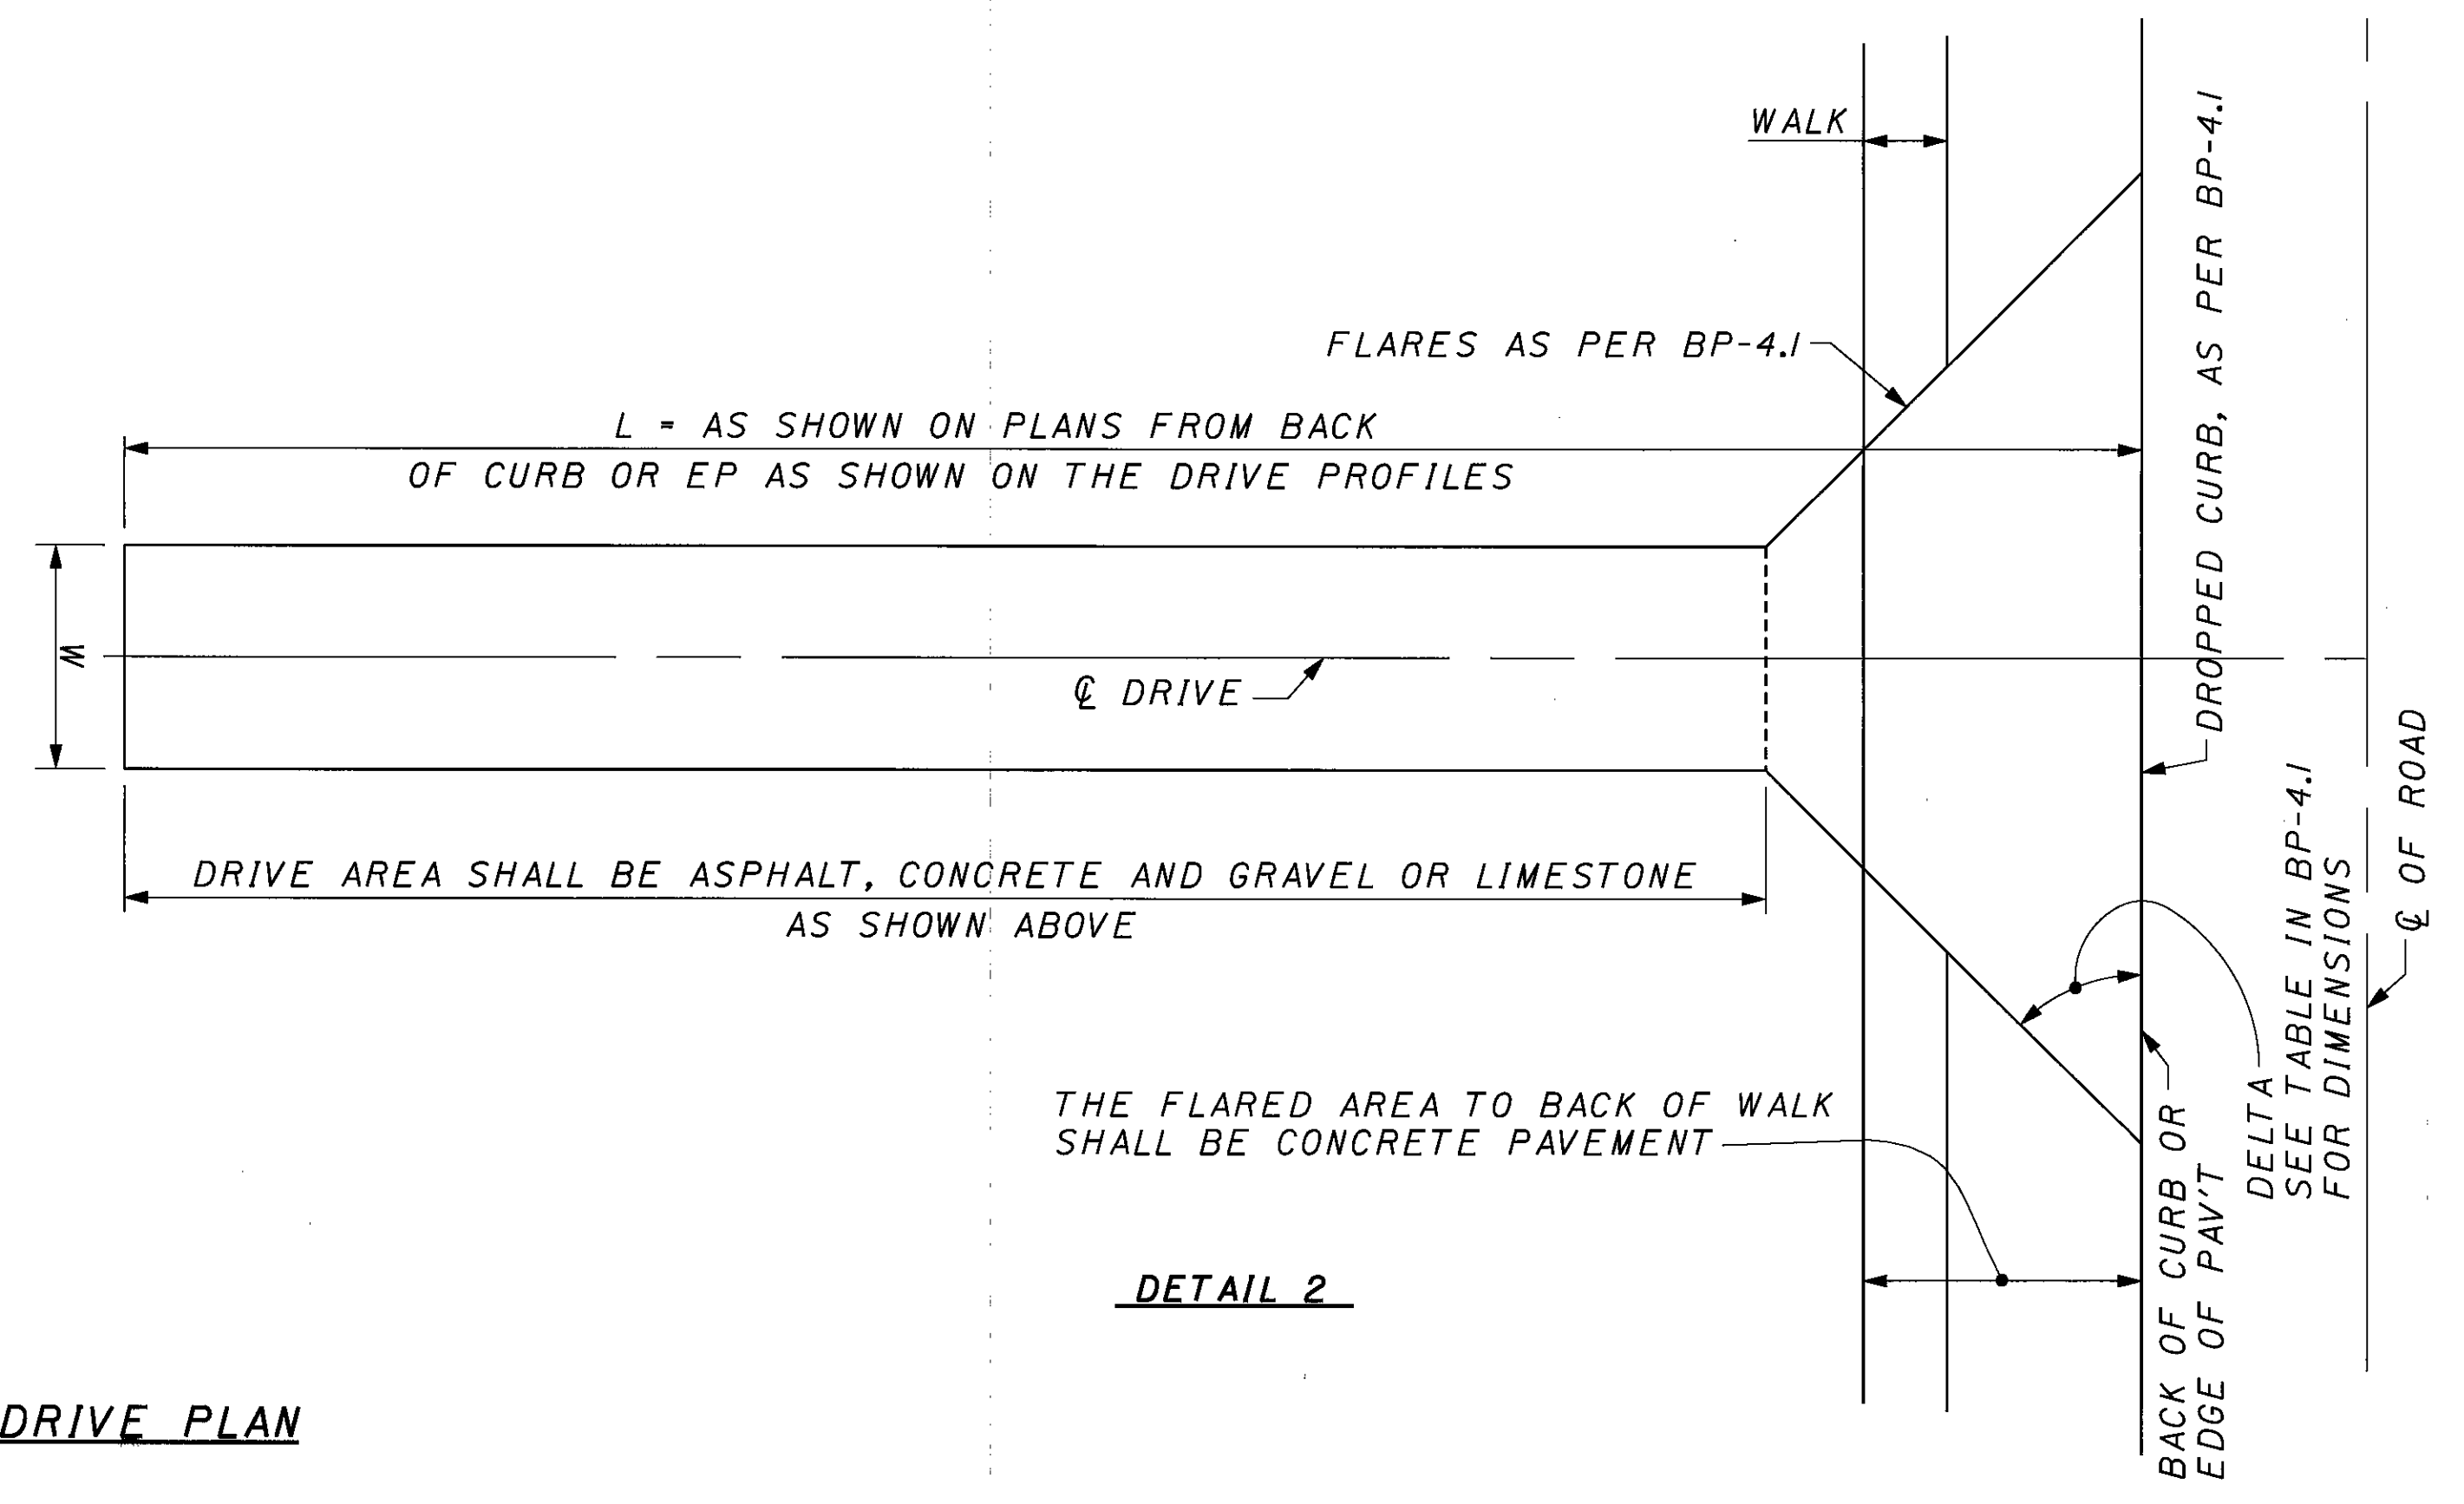 WALK
FLARES AS PER BP-4.1
L = AS SHOWN ON PLANS FROM BACK
OF CURB OR EP AS SHOWN ON THE DRIVE PROFILES
W
℄ DRIVE
DRIVE AREA SHALL BE ASPHALT, CONCRETE AND GRAVEL OR LIMESTONE
AS SHOWN ABOVE
THE FLARED AREA TO BACK OF WALK
SHALL BE CONCRETE PAVEMENT
DROPPED CURB, AS PER BP-4.1
BACK OF CURB OR
EDGE OF PAV'T
DELTA
SEE TABLE IN BP-4.1
FOR DIMENSIONS
℄ OF ROAD
DETAIL 2
DRIVE PLAN